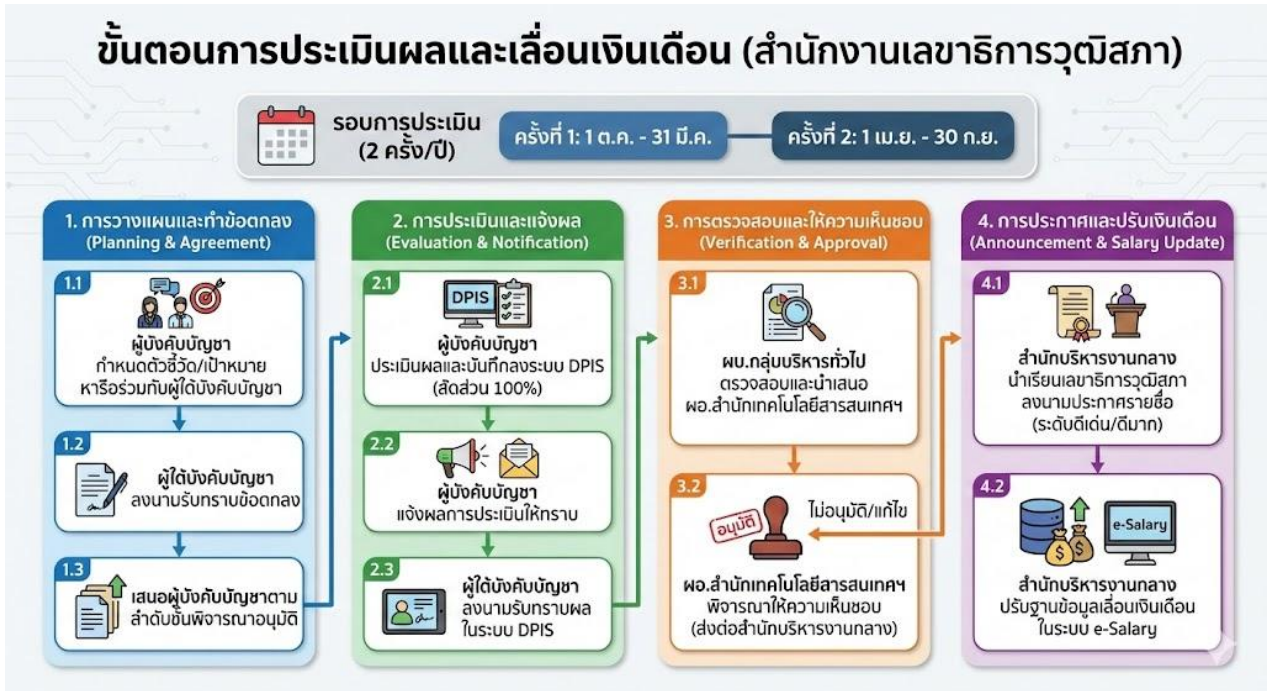 ขั้นตอนการประเมินผลและเลื่อนเงินเดือน (สำนักงานเลขาธิการวุฒิสภา)
รอบการประเมิน
(2 ครั้ง/ปี)
ครั้งที่ 1: 1 ต.ค. - 31 มี.ค.
ครั้งที่ 2: 1 เม.ย. - 30 ก.ย.
1. การวางแผนและทำข้อตกลง
(Planning & Agreement)
1.1
ผู้บังคับบัญชา
กำหนดตัวชี้วัด/เป้าหมาย
หารือร่วมกับผู้ใต้บังคับบัญชา
1.2
ผู้ใต้บังคับบัญชา
ลงนามรับทราบข้อตกลง
1.3
เสนอผู้บังคับบัญชาตาม
ลำดับชั้นพิจารณาอนุมัติ
2. การประเมินและแจ้งผล
(Evaluation & Notification)
2.1
DPIS
ผู้บังคับบัญชา
ประเมินผลและบันทึกลงระบบ DPIS
(สัดส่วน 100%)
2.2
ผู้บังคับบัญชา
แจ้งผลการประเมินให้ทราบ
2.3
ผู้ใต้บังคับบัญชา
ลงนามรับทราบผล
ในระบบ DPIS
3. การตรวจสอบและให้ความเห็นชอบ
(Verification & Approval)
3.1
ผบ.กลุ่มบริหารทั่วไป
ตรวจสอบและนำเสนอ
ผอ.สำนักเทคโนโลยีสารสนเทศฯ
3.2
อนุมัติ
ไม่อนุมัติ/แก้ไข
ผอ.สำนักเทคโนโลยีสารสนเทศฯ
พิจารณาให้ความเห็นชอบ
(ส่งต่อสำนักบริหารงานกลาง)
4. การประกาศและปรับเงินเดือน
(Announcement & Salary Update)
4.1
สำนักบริหารงานกลาง
นำเรียนเลขาธิการวุฒิสภา
ลงนามประกาศรายชื่อ
(ระดับดีเด่น/ดีมาก)
4.2
e-Salary
สำนักบริหารงานกลาง
ปรับฐานข้อมูลเลื่อนเงินเดือน
ในระบบ e-Salary